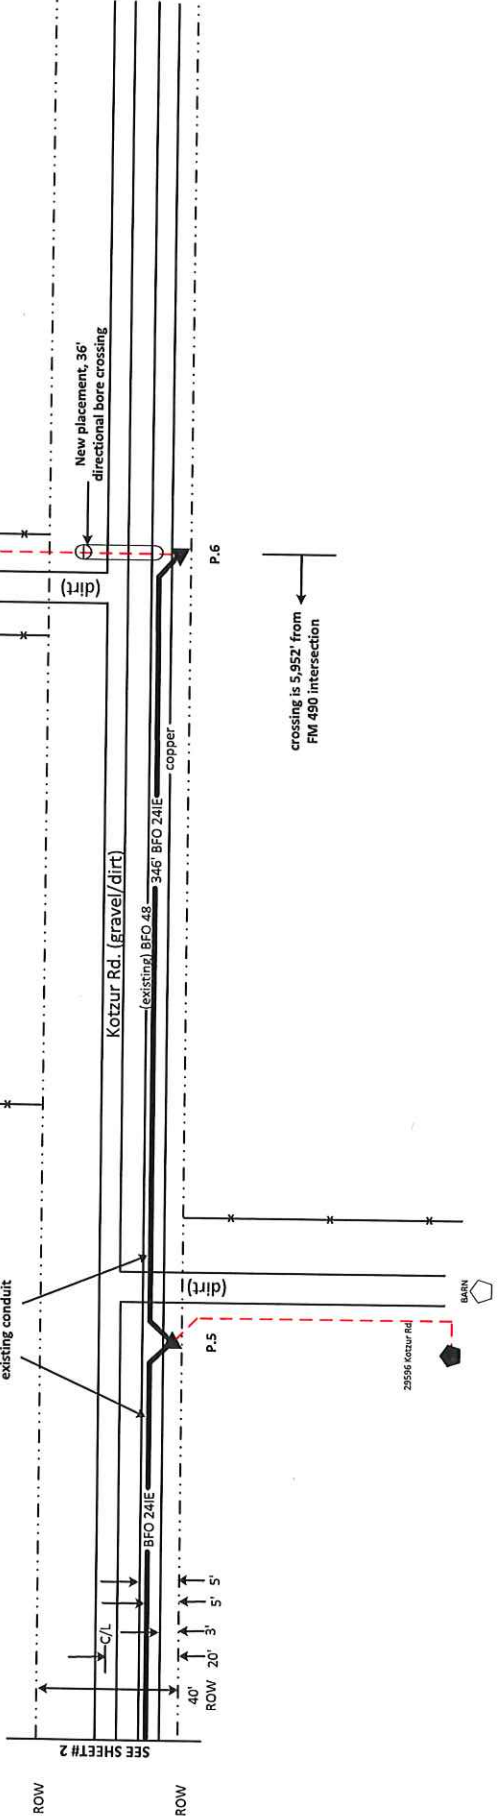 New placement, 36'
directional bore crossing
(dirt)
P.6
crossing is 5,952' from
FM 490 intersection
copper
346' BFO 24IE
(existing) BFO 48
Kotzur Rd. (gravel/dirt)
existing conduit
(dirt)
P.5
BARN
29596 Kotzur Rd
BFO 24IE
C/L
5'
5'
3'
20'
40'
ROW
SEE SHEET# 2
ROW
ROW